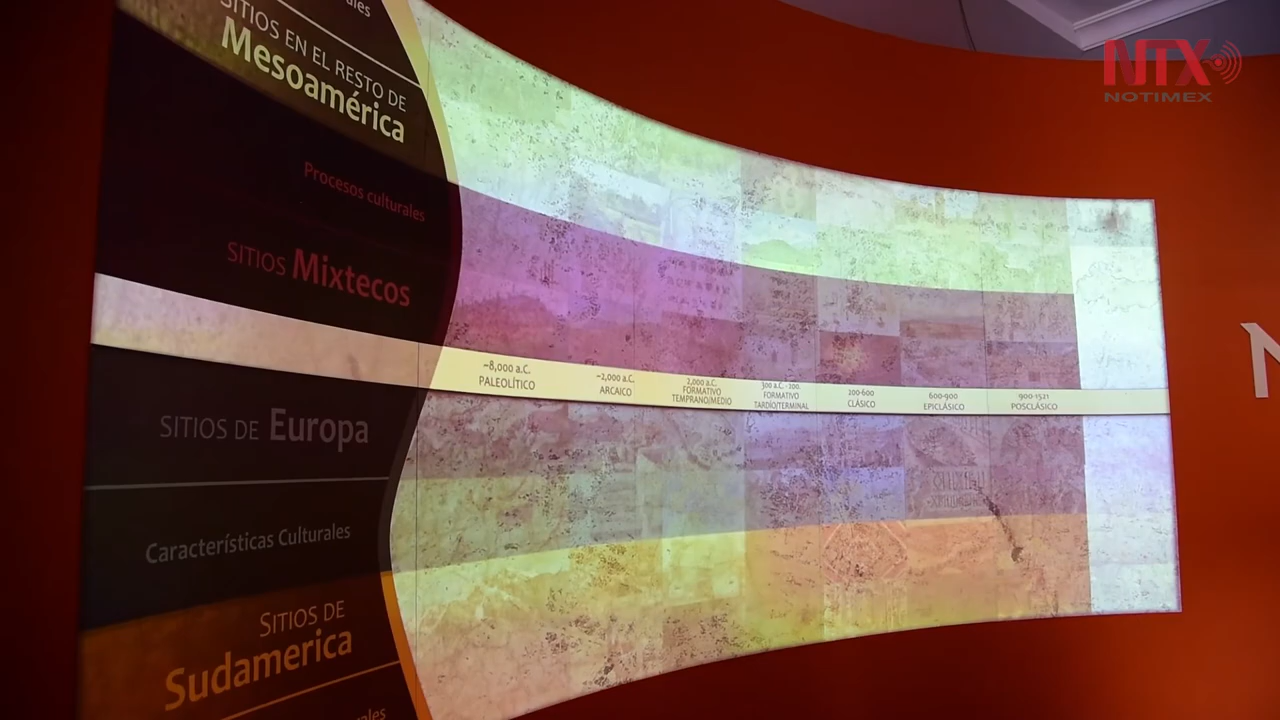 SITIOS EN EL RESTO DE
Mesoamérica
Procesos culturales
SITIOS Mixtecos
SITIOS DE Europa
Características Culturales
SITIOS DE
Sudamerica
~8,000 a.C.
PALEOLÍTICO
~2,000 a.C.
ARCAICO
2,000 a.C.
FORMATIVO
TEMPRANO/MEDIO
300 a.C. - 200
FORMATIVO
TARDÍO/TERMINAL
200-600
CLÁSICO
600-900
EPICLÁSICO
900-1521
POSCLÁSICO
NTX
NOTIMEX